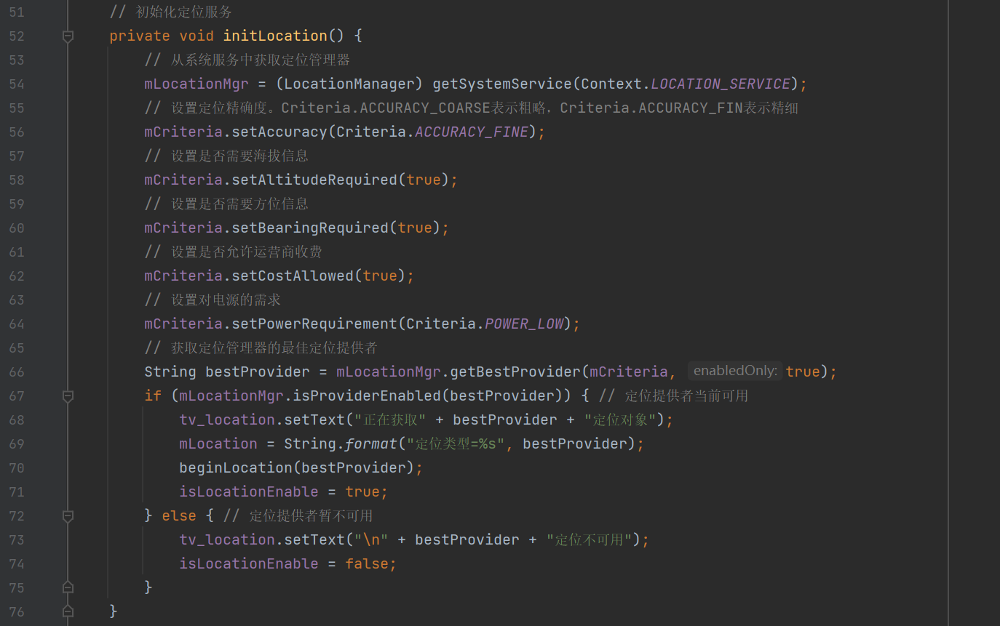 51 // 初始化定位服务
52 private void initLocation() {
53 // 从系统服务中获取定位管理器
54 mLocationMgr = (LocationManager) getSystemService(Context.LOCATION_SERVICE);
55 // 设置定位精确度。Criteria.ACCURACY_COARSE表示粗略，Criteria.ACCURACY_FIN表示精细
56 mCriteria.setAccuracy(Criteria.ACCURACY_FINE);
57 // 设置是否需要海拔信息
58 mCriteria.setAltitudeRequired(true);
59 // 设置是否需要方位信息
60 mCriteria.setBearingRequired(true);
61 // 设置是否允许运营商收费
62 mCriteria.setCostAllowed(true);
63 // 设置对电源的需求
64 mCriteria.setPowerRequirement(Criteria.POWER_LOW);
65 // 获取定位管理器的最佳定位提供者
66 String bestProvider = mLocationMgr.getBestProvider(mCriteria, enabledOnly: true);
67 if (mLocationMgr.isProviderEnabled(bestProvider)) { // 定位提供者当前可用
68 tv_location.setText("正在获取" + bestProvider + "定位对象");
69 mLocation = String.format("定位类型=%s", bestProvider);
70 beginLocation(bestProvider);
71 isLocationEnable = true;
72 } else { // 定位提供者暂不可用
73 tv_location.setText("\n" + bestProvider + "定位不可用");
74 isLocationEnable = false;
75 }
76 }